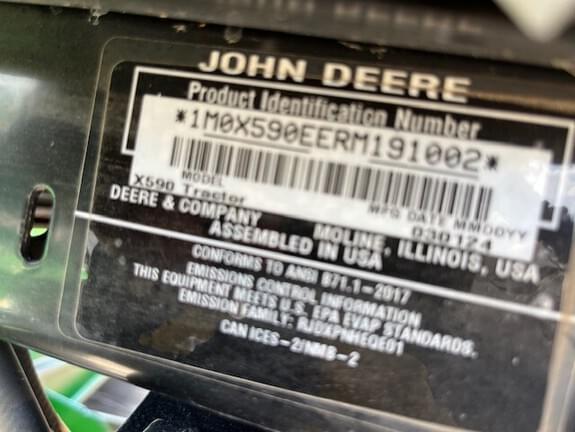 JOHN DEERE
Product Identification Number
*1M0X590EERM191002*
MODEL
X590 Tractor
MFG DATE MMDDYY
030124
DEERE & COMPANY MOLINE, ILLINOIS, USA
ASSEMBLED IN USA
CONFORMS TO ANSI B71.1-2017
EMISSIONS CONTROL INFORMATION
THIS EQUIPMENT MEETS U.S. EPA EVAP STANDARDS.
EMISSION FAMILY:
CAN ICES-2/NMB-2